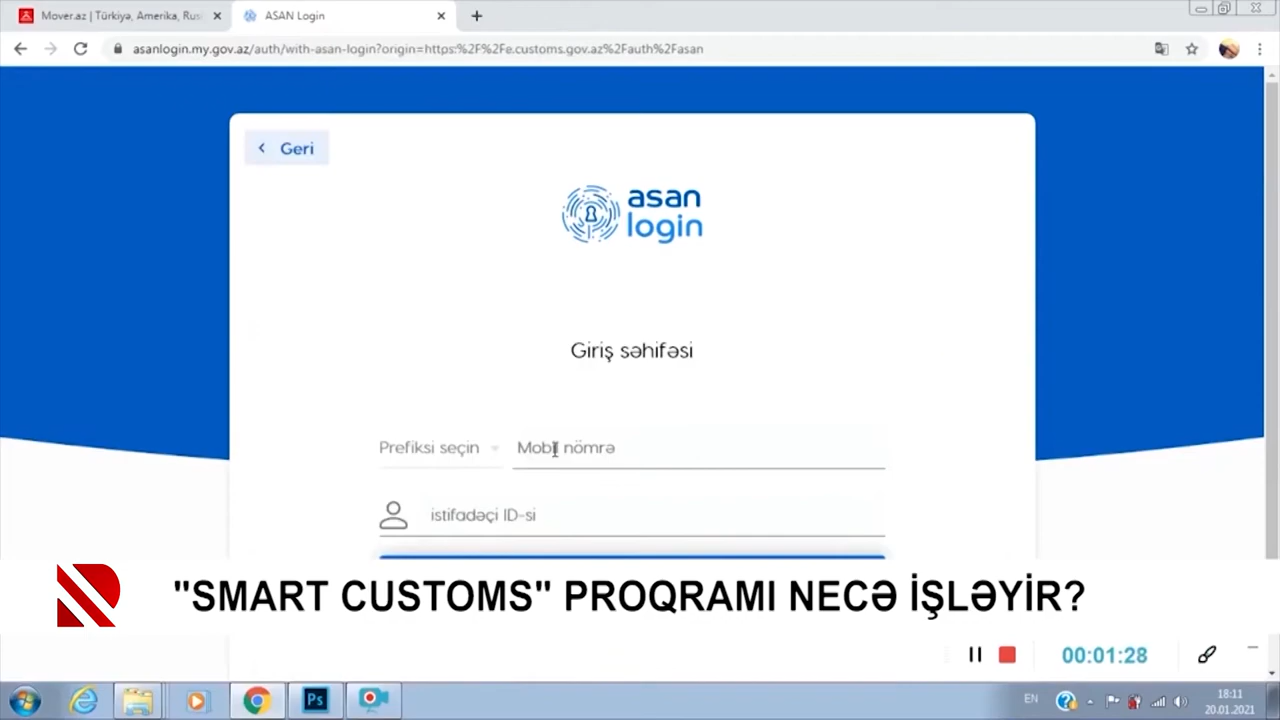 Mover.az | Türkiyə, Amerika, Rus
ASAN Login
asanlogin.my.gov.az/auth/with-asan-login?origin=https:%2F%2Fe.customs.gov.az%2Fauth%2Fasan
Geri
asan
login
Giriş səhifəsi
Prefiksi seçin
Mobil nömrə
istifadəçi ID-si
"SMART CUSTOMS" PROQRAMI NECƏ İŞLƏYİR?
00:01:28
Ps
EN
18:11
20.01.2021